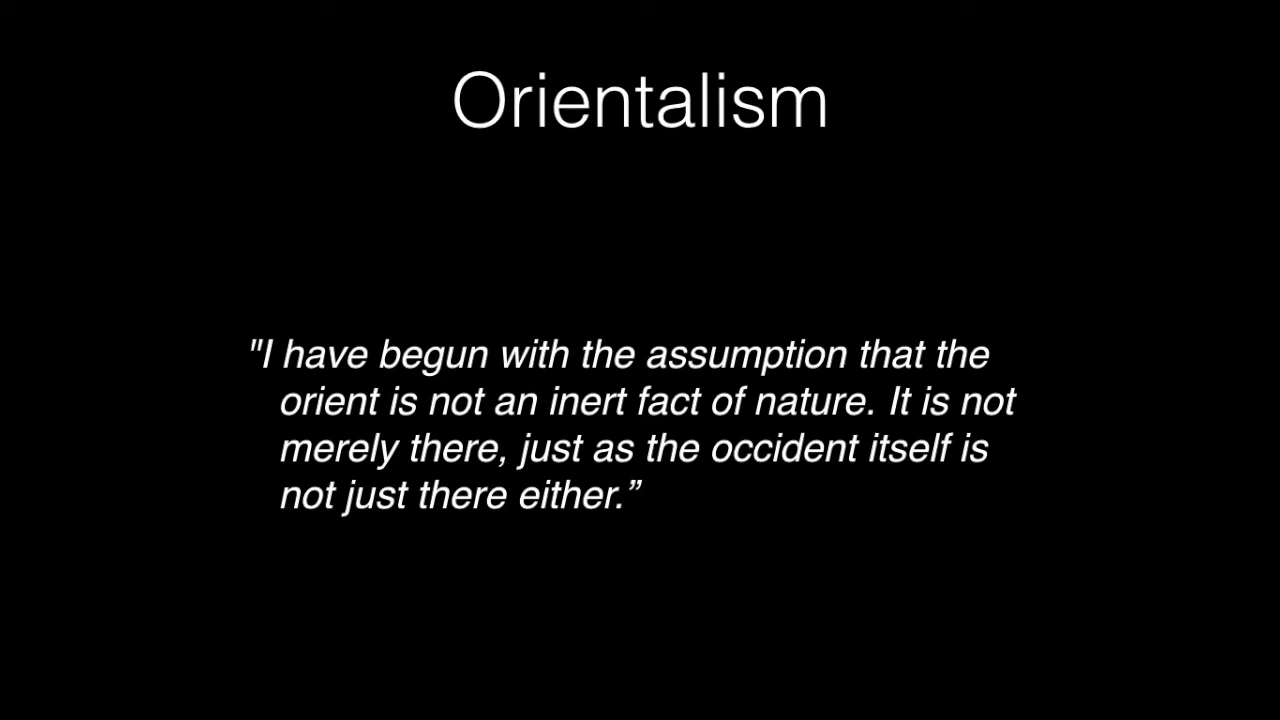 Orientalism
"I have begun with the assumption that the
orient is not an inert fact of nature. It is not
merely there, just as the occident itself is
not just there either.”